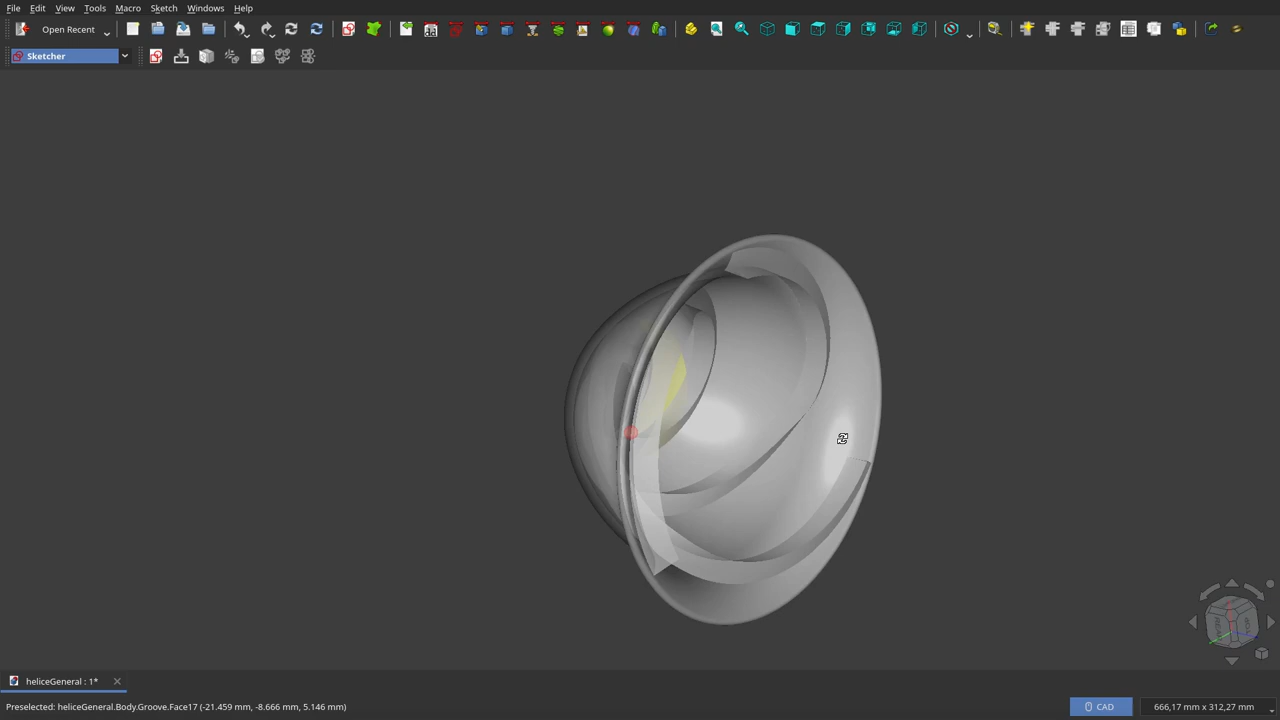 File Edit View Tools Macro Sketch Windows Help
Open Recent
Sketcher
heliceGeneral : 1*
Preselected: heliceGeneral.Body.Groove.Face17 (-21.459 mm, -8.666 mm, 5.146 mm)
CAD
666,17 mm x 312,27 mm